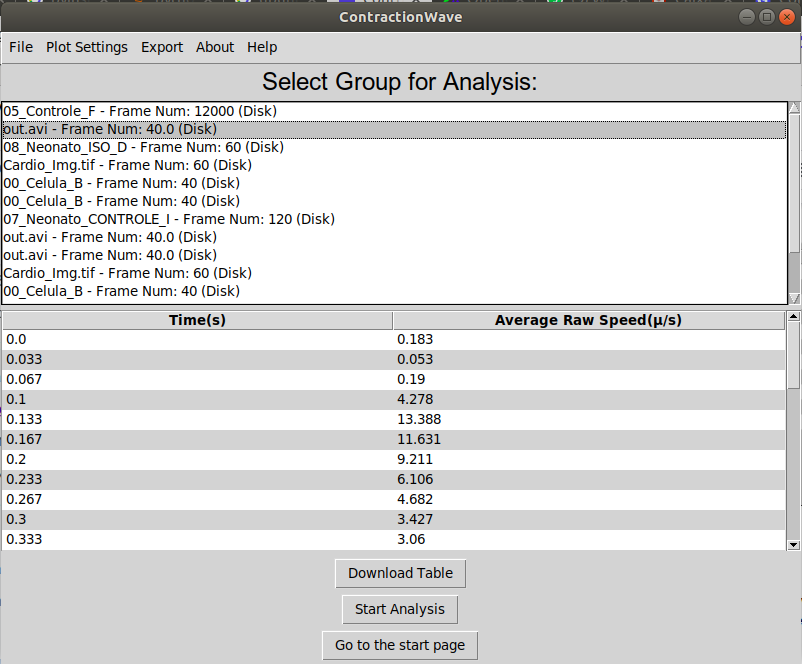 ContractionWave
File Plot Settings Export About Help
Select Group for Analysis:
05_Controle_F - Frame Num: 12000 (Disk)
out.avi - Frame Num: 40.0 (Disk)
08_Neonato_ISO_D - Frame Num: 60 (Disk)
Cardio_Img.tif - Frame Num: 60 (Disk)
00_Celula_B - Frame Num: 40 (Disk)
00_Celula_B - Frame Num: 40 (Disk)
07_Neonato_CONTROLE_I - Frame Num: 120 (Disk)
out.avi - Frame Num: 40.0 (Disk)
out.avi - Frame Num: 40.0 (Disk)
Cardio_Img.tif - Frame Num: 60 (Disk)
00_Celula_B - Frame Num: 40 (Disk)
Time(s) Average Raw Speed(μ/s)
0.0 0.183
0.033 0.053
0.067 0.19
0.1 4.278
0.133 13.388
0.167 11.631
0.2 9.211
0.233 6.106
0.267 4.682
0.3 3.427
0.333 3.06
Download Table
Start Analysis
Go to the start page